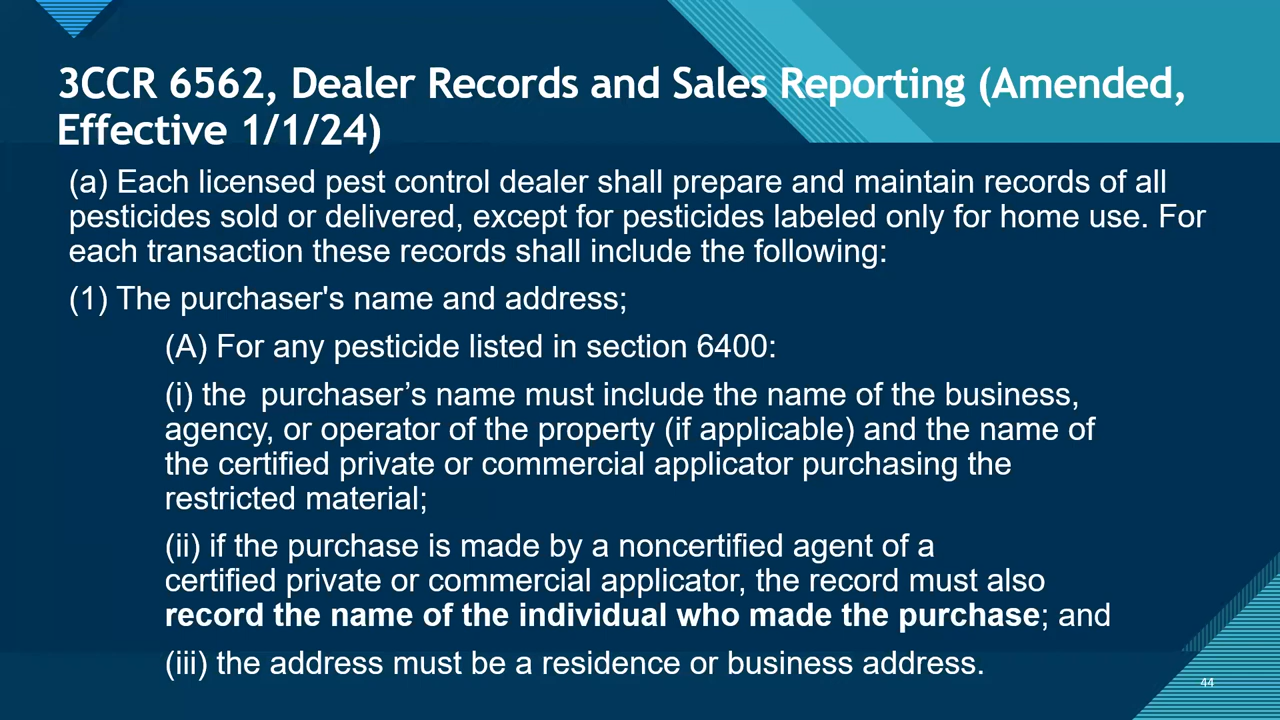 3CCR 6562, Dealer Records and Sales Reporting (Amended,
Effective 1/1/24)
(a) Each licensed pest control dealer shall prepare and maintain records of all
pesticides sold or delivered, except for pesticides labeled only for home use. For
each transaction these records shall include the following:
(1) The purchaser's name and address;
(A) For any pesticide listed in section 6400:
(i) the purchaser’s name must include the name of the business,
agency, or operator of the property (if applicable) and the name of
the certified private or commercial applicator purchasing the
restricted material;
(ii) if the purchase is made by a noncertified agent of a
certified private or commercial applicator, the record must also
record the name of the individual who made the purchase; and
(iii) the address must be a residence or business address.
44